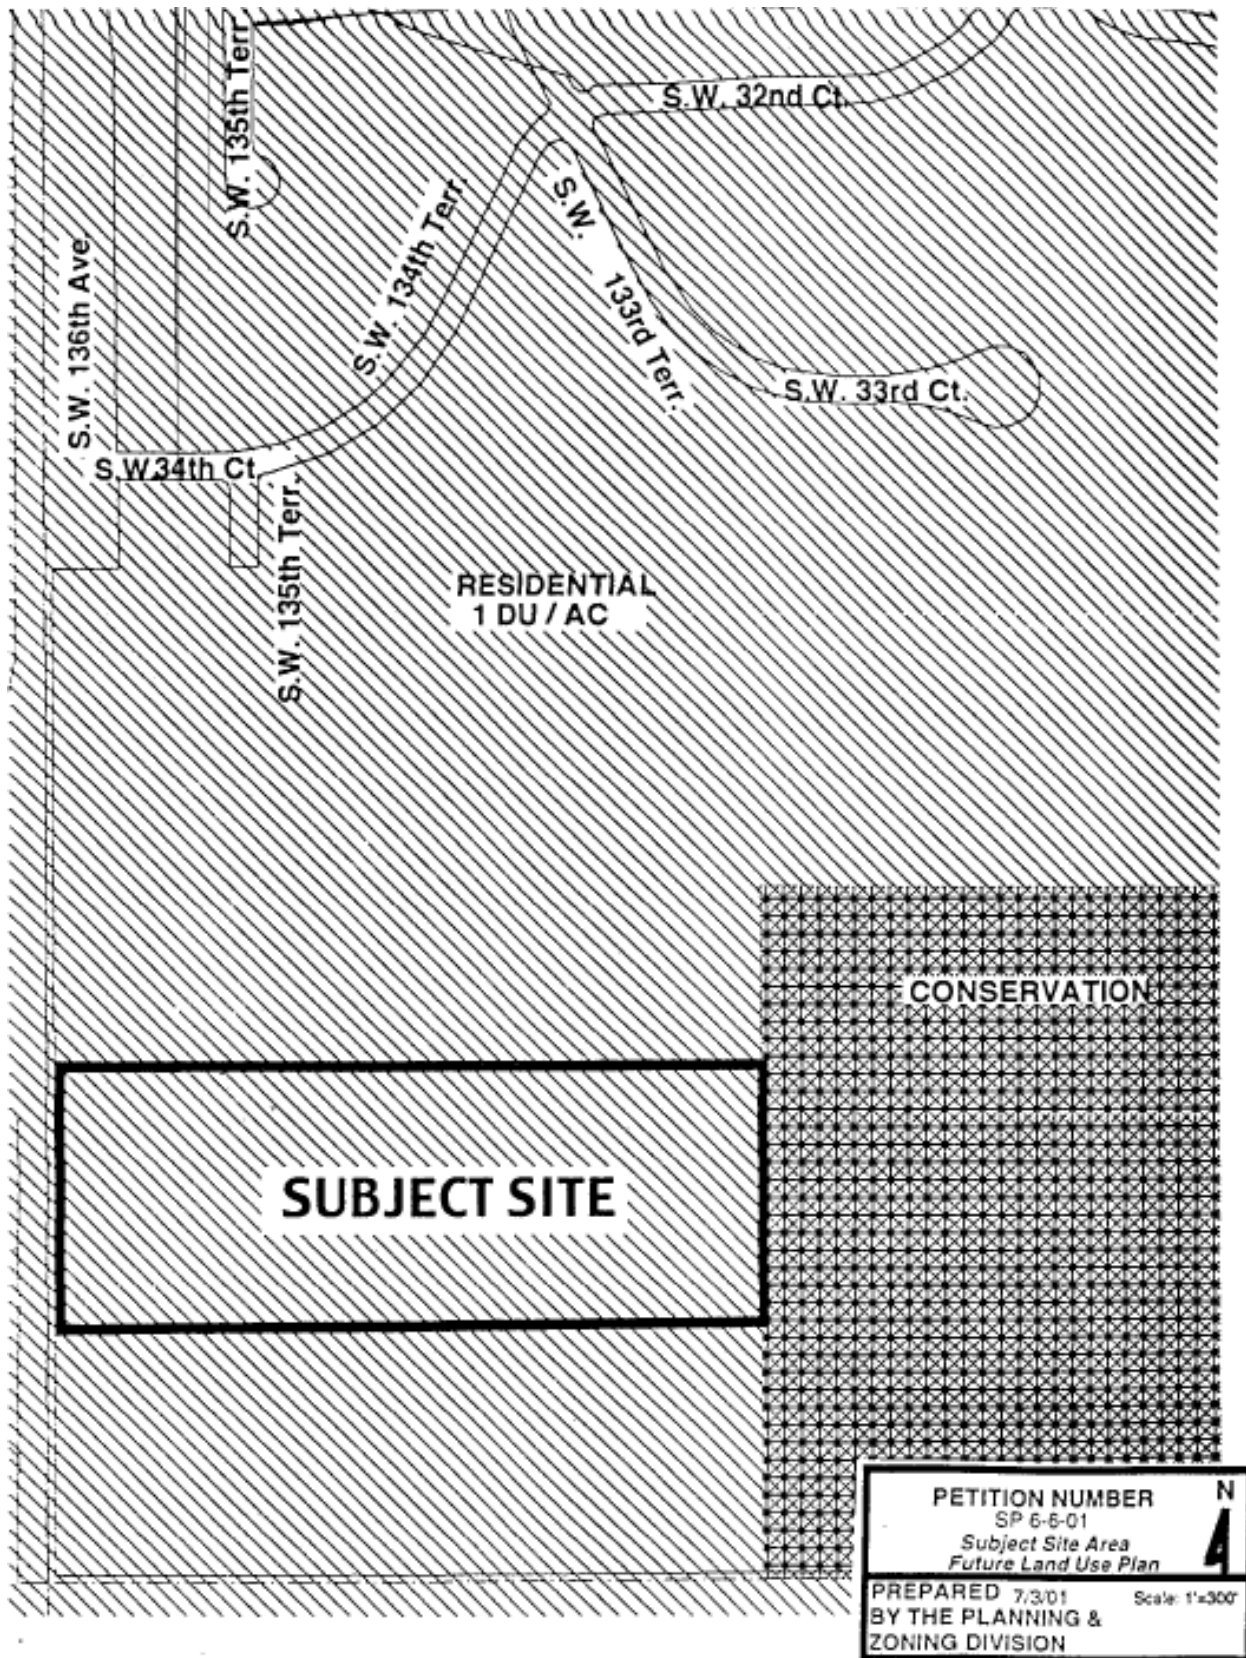 S.W. 135th Terr
S.W. 32nd Ct.
S.W. 134th Terr.
S.W. 133rd Terr.
S.W. 136th Ave.
S.W. 33rd Ct.
S.W.34th Ct
S.W. 135th Terr.
RESIDENTIAL
1 DU / AC
CONSERVATION
SUBJECT SITE
PETITION NUMBER
N
SP 6-6-01
Subject Site Area
Future Land Use Plan
PREPARED 7/3/01
Scale: 1"=300'
BY THE PLANNING &
ZONING DIVISION